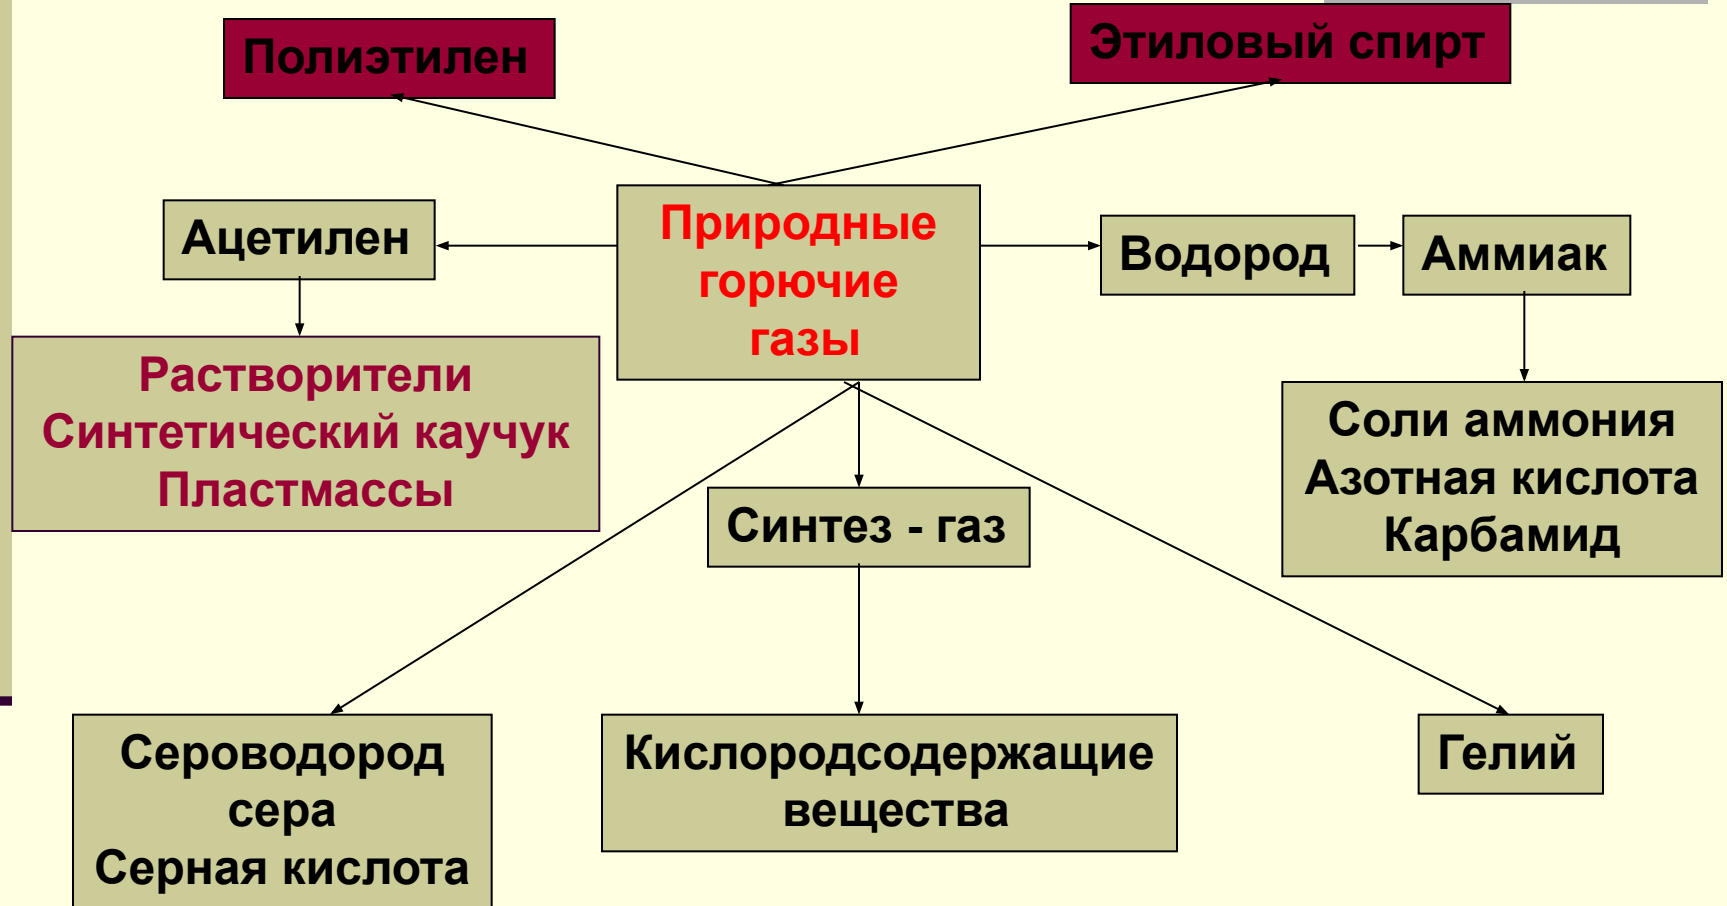 Полиэтилен
Этиловый спирт
Ацетилен
Природные
горючие
газы
Водород
Аммиак
Растворители
Синтетический каучук
Пластмассы
Соли аммония
Азотная кислота
Карбамид
Синтез - газ
Сероводород
сера
Серная кислота
Кислородсодержащие
вещества
Гелий